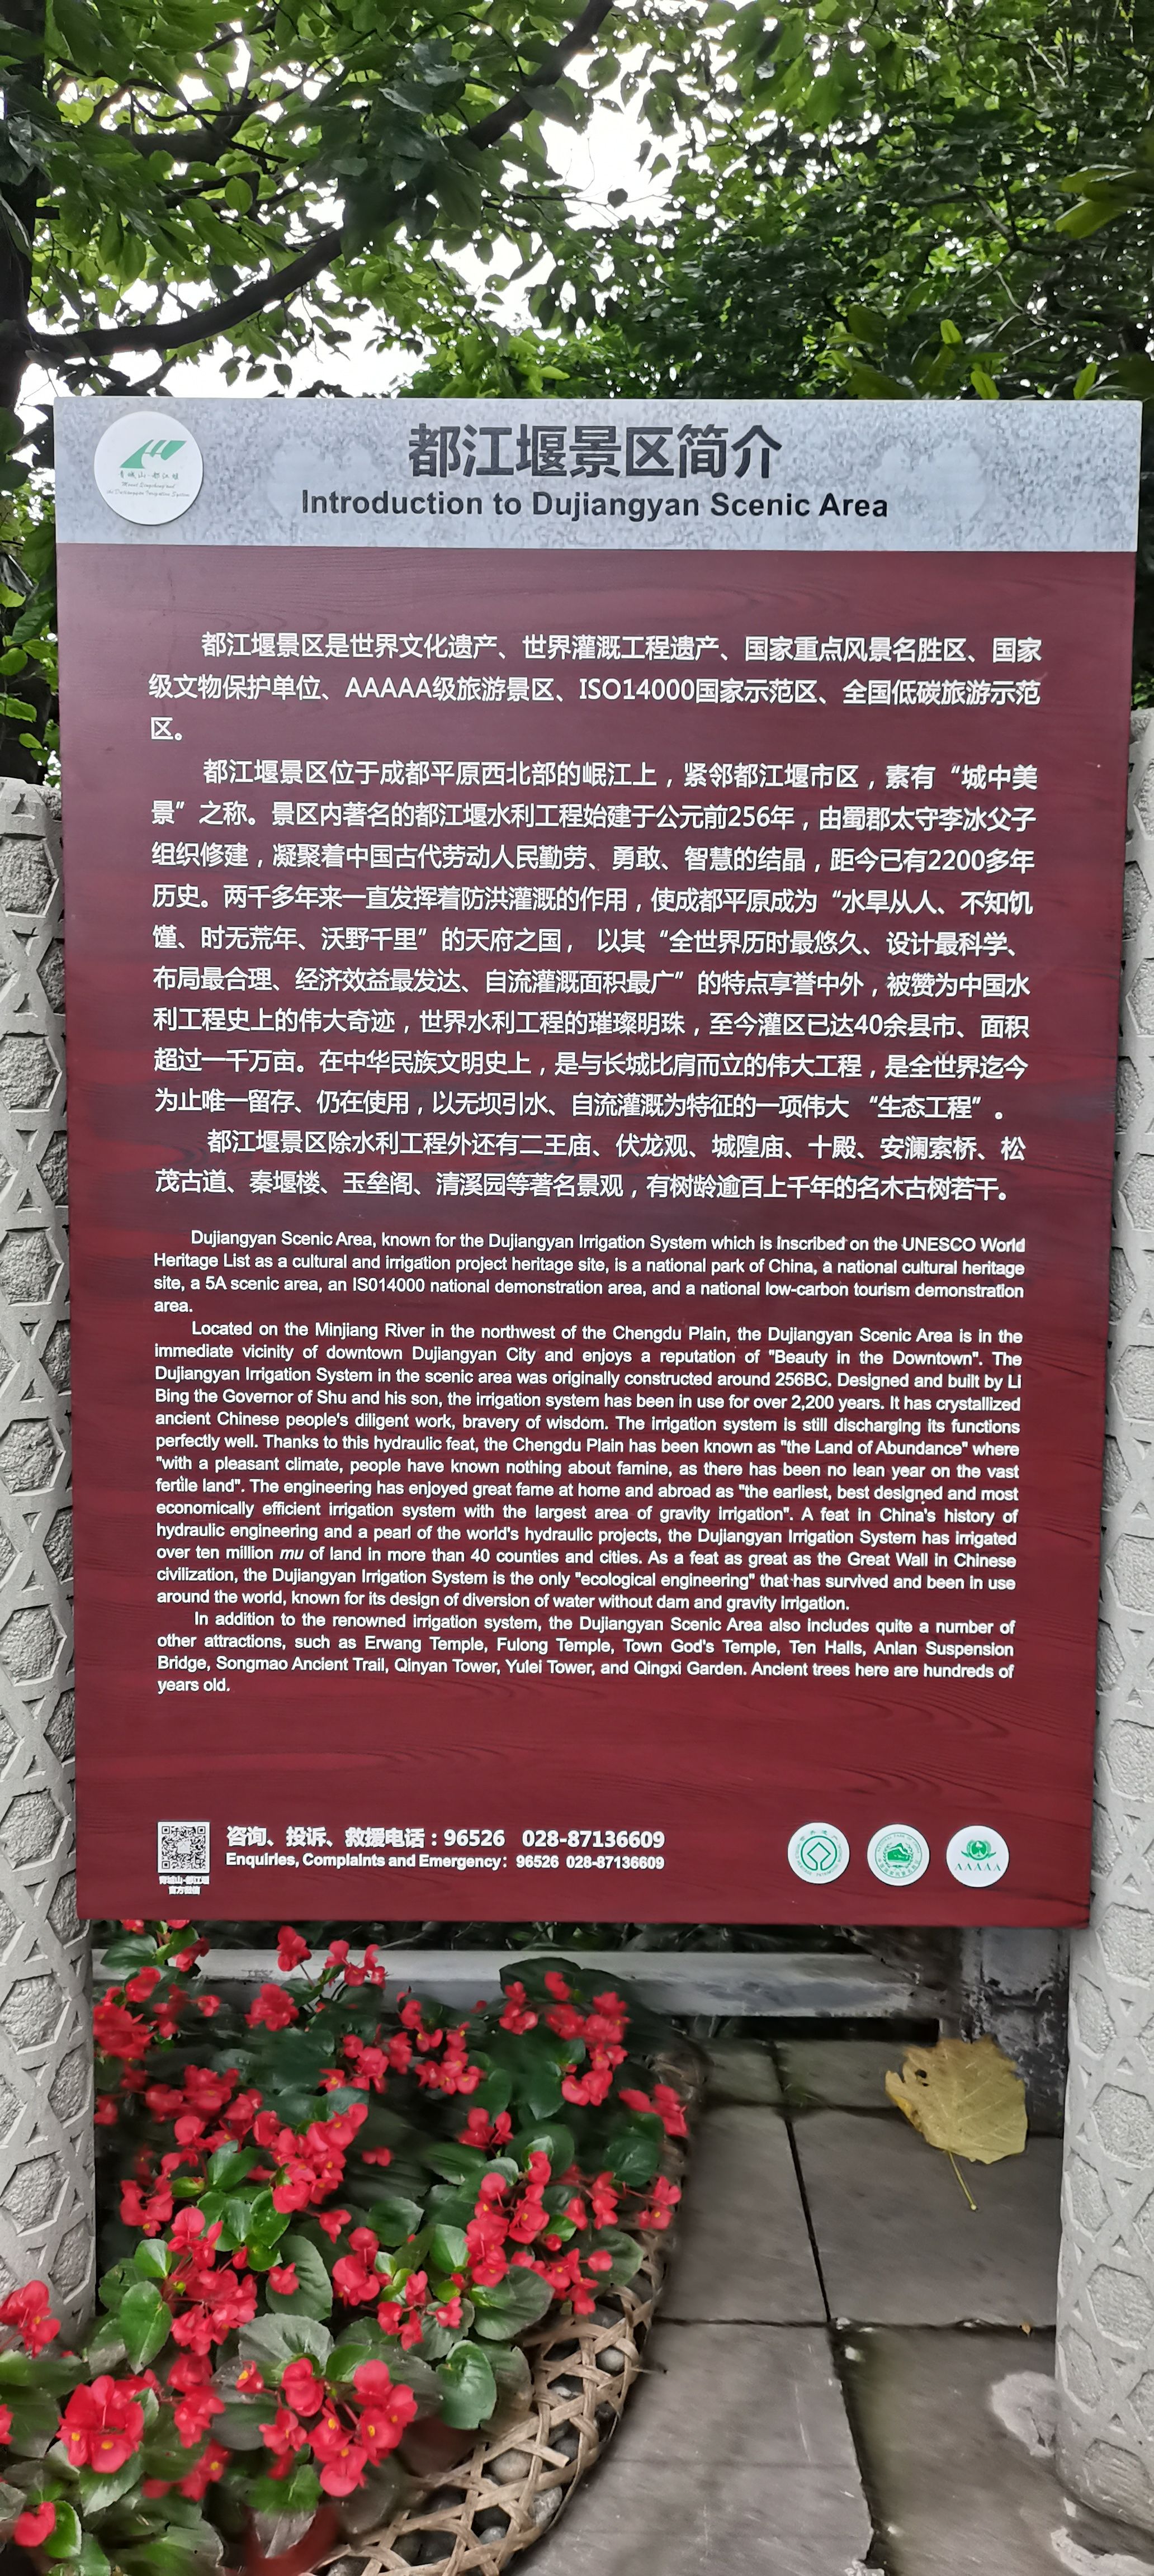 青城山-都江堰
Mount Qingcheng and
the Dujiangyan Irrigation System
都江堰景区简介
Introduction to Dujiangyan Scenic Area
都江堰景区是世界文化遗产、世界灌溉工程遗产、国家重点风景名胜区、国家
级文物保护单位、AAAAA级旅游景区、ISO14000国家示范区、全国低碳旅游示范
区。
都江堰景区位于成都平原西北部的岷江上，紧邻都江堰市区，素有“城中美
景”之称。景区内著名的都江堰水利工程始建于公元前256年，由蜀郡太守李冰父子
组织修建，凝聚着中国古代劳动人民勤劳、勇敢、智慧的结晶，距今已有2200多年
历史。两千多年来一直发挥着防洪灌溉的作用，使成都平原成为“水旱从人、不知饥
馑、时无荒年、沃野千里”的天府之国， 以其“全世界历时最悠久、设计最科学、
布局最合理、经济效益最发达、自流灌溉面积最广”的特点享誉中外，被赞为中国水
利工程史上的伟大奇迹，世界水利工程的璀璨明珠，至今灌区已达40余县市、面积
超过一千万亩。在中华民族文明史上，是与长城比肩而立的伟大工程，是全世界迄今
为止唯一留存、仍在使用，以无坝引水、自流灌溉为特征的一项伟大 “生态工程”。
都江堰景区除水利工程外还有二王庙、伏龙观、城隍庙、十殿、安澜索桥、松
茂古道、秦堰楼、玉垒阁、清溪园等著名景观，有树龄逾百上千年的名木古树若干。
Dujiangyan Scenic Area, known for the Dujiangyan Irrigation System which is inscribed on the UNESCO World
Heritage List as a cultural and irrigation project heritage site, is a national park of China, a national cultural heritage
site, a 5A scenic area, an IS014000 national demonstration area, and a national low-carbon tourism demonstration
area.
Located on the Minjiang River in the northwest of the Chengdu Plain, the Dujiangyan Scenic Area is in the
immediate vicinity of downtown Dujiangyan City and enjoys a reputation of "Beauty in the Downtown". The
Dujiangyan Irrigation System in the scenic area was originally constructed around 256BC. Designed and built by Li
Bing the Governor of Shu and his son, the irrigation system has been in use for over 2,200 years. It has crystallized
ancient Chinese people's diligent work, bravery of wisdom. The irrigation system is still discharging its functions
perfectly well. Thanks to this hydraulic feat, the Chengdu Plain has been known as "the Land of Abundance" where
"with a pleasant climate, people have known nothing about famine, as there has been no lean year on the vast
fertile land". The engineering has enjoyed great fame at home and abroad as "the earliest, best designed and most
economically efficient irrigation system with the largest area of gravity irrigation". A feat in China's history of
hydraulic engineering and a pearl of the world's hydraulic projects, the Dujiangyan Irrigation System has irrigated
over ten million mu of land in more than 40 counties and cities. As a feat as great as the Great Wall in Chinese
civilization, the Dujiangyan Irrigation System is the only "ecological engineering" that has survived and been in use
around the world, known for its design of diversion of water without dam and gravity irrigation.
In addition to the renowned irrigation system, the Dujiangyan Scenic Area also includes quite a number of
other attractions, such as Erwang Temple, Fulong Temple, Town God's Temple, Ten Halls, Anlan Suspension
Bridge, Songmao Ancient Trail, Qinyan Tower, Yulei Tower, and Qingxi Garden. Ancient trees here are hundreds of
years old.
咨询、投诉、救援电话：96526 028-87136609
Enquiries, Complaints and Emergency: 96526 028-87136609
青城山-都江堰
官方微信
AAAAA